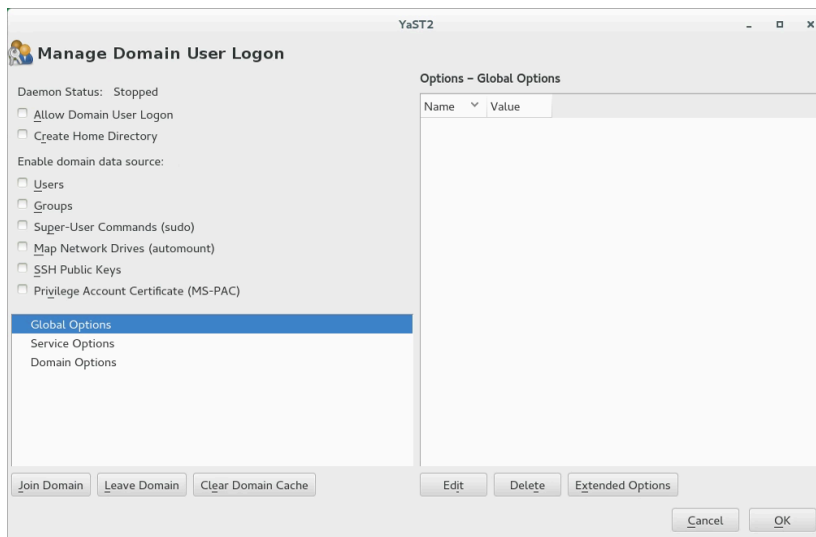 YaST2
Manage Domain User Logon
Daemon Status: Stopped
Allow Domain User Logon
Create Home Directory
Enable domain data source:
Users
Groups
Super-User Commands (sudo)
Map Network Drives (automount)
SSH Public Keys
Privilege Account Certificate (MS-PAC)
Global Options
Service Options
Domain Options
Join Domain Leave Domain Clear Domain Cache
Options – Global Options
Name Value
Edit Delete Extended Options
Cancel OK